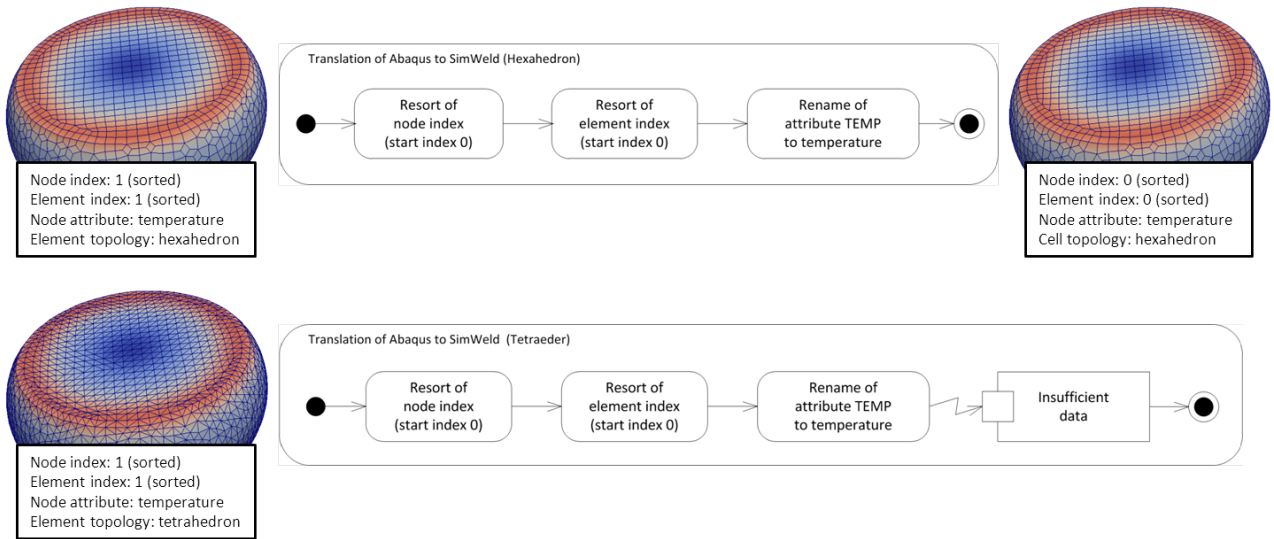 Translation of Abaqus to SimWeld (Hexahedron)
Resort of
node index
(start index 0)
Resort of
element index
(start index 0)
Rename of
attribute TEMP
to temperature
Node index: 1 (sorted)
Element index: 1 (sorted)
Node attribute: temperature
Element topology: hexahedron
Node index: 0 (sorted)
Element index: 0 (sorted)
Node attribute: temperature
Cell topology: hexahedron
Translation of Abaqus to SimWeld (Tetraeder)
Resort of
node index
(start index 0)
Resort of
element index
(start index 0)
Rename of
attribute TEMP
to temperature
Insufficient
data
Node index: 1 (sorted)
Element index: 1 (sorted)
Node attribute: temperature
Element topology: tetrahedron